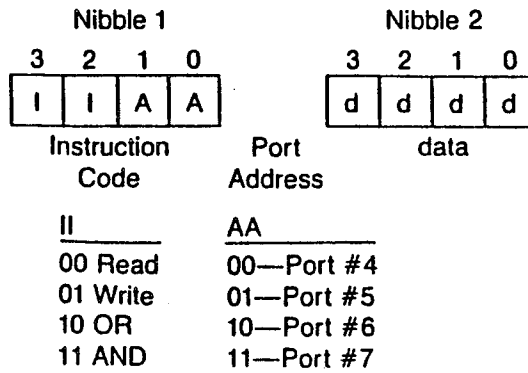 Nibble 1 Nibble 2
3 2 1 0 3 2 1 0
I I A A d d d d
Instruction Port data
Code Address
II AA
00 Read 00—Port #4
01 Write 01—Port #5
10 OR 10—Port #6
11 AND 11—Port #7